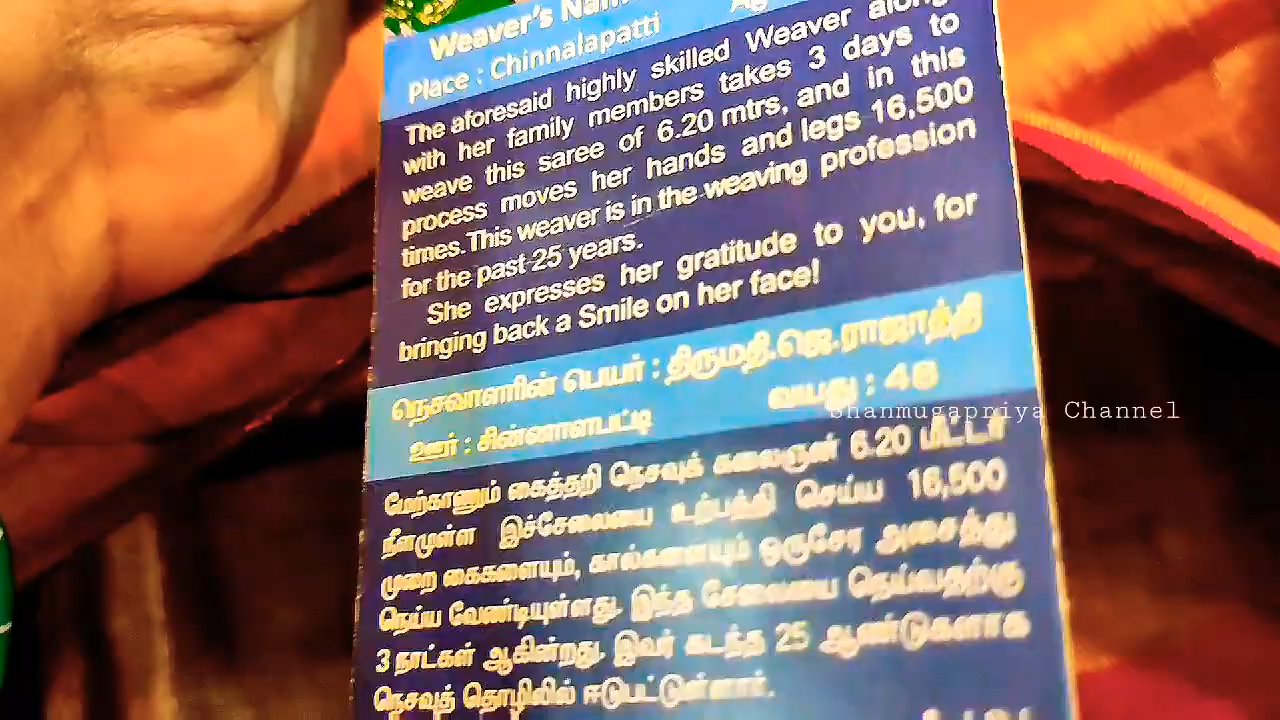 Weaver's Nam
Place : Chinnalapatti Ag
The aforesaid highly skilled Weaver along
with her family members takes 3 days to
weave this saree of 6.20 mtrs, and in this
process moves her hands and legs 16,500
times.This weaver is in the weaving profession
for the past 25 years.
She expresses her gratitude to you, for
bringing back a Smile on her face!
நெசவாளரின் பெயர் : திருமதி.ஜெ.ராஜாத்தி
ஊர் : சின்னாளபட்டி வயது : 48
Shanmugapriya Channel
மேற்காணும் கைத்தறி நெசவுக் கலைஞன் 6.20 மீட்டர்
நீளமுள்ள இச்சேலையை உற்பத்தி செய்ய 16,500
முறை கைகளையும், கால்களையும் ஒருசேர அசைத்து
நெய்ய வேண்டியுள்ளது. இந்த சேலையை நெய்வதற்கு
3 நாட்கள் ஆகின்றது. இவர் கடந்த 25 ஆண்டுகளாக
நெசவுத் தொழிலில் ஈடுபட்டுள்ளார்.